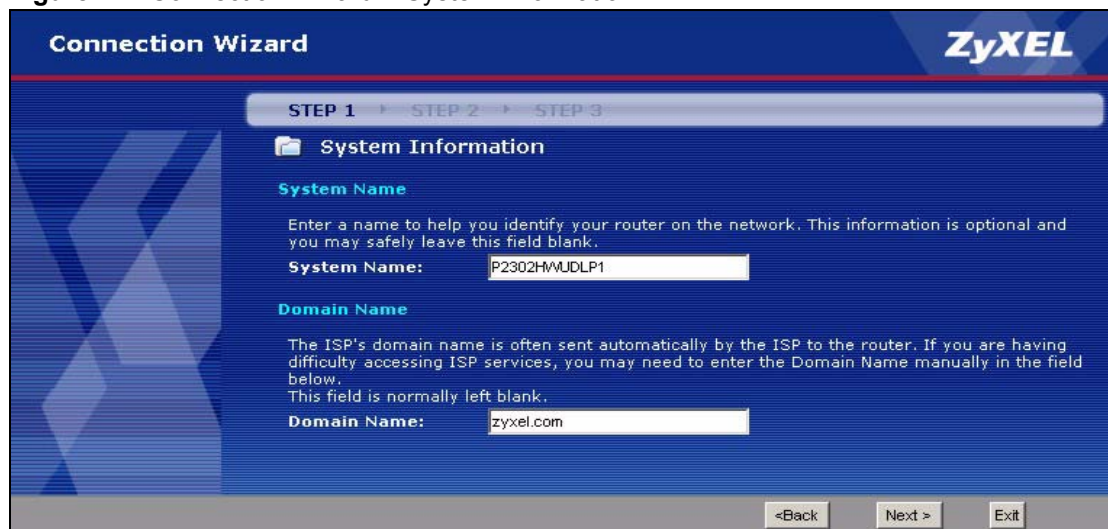 Connection Wizard
ZyXEL
STEP 1 STEP 2 STEP 3
System Information
System Name
Enter a name to help you identify your router on the network. This information is optional and
you may safely leave this field blank.
System Name: P2302HWUDLP1
Domain Name
The ISP's domain name is often sent automatically by the ISP to the router. If you are having
difficulty accessing ISP services, you may need to enter the Domain Name manually in the field
below.
This field is normally left blank.
Domain Name: zyxel.com
<Back Next > Exit